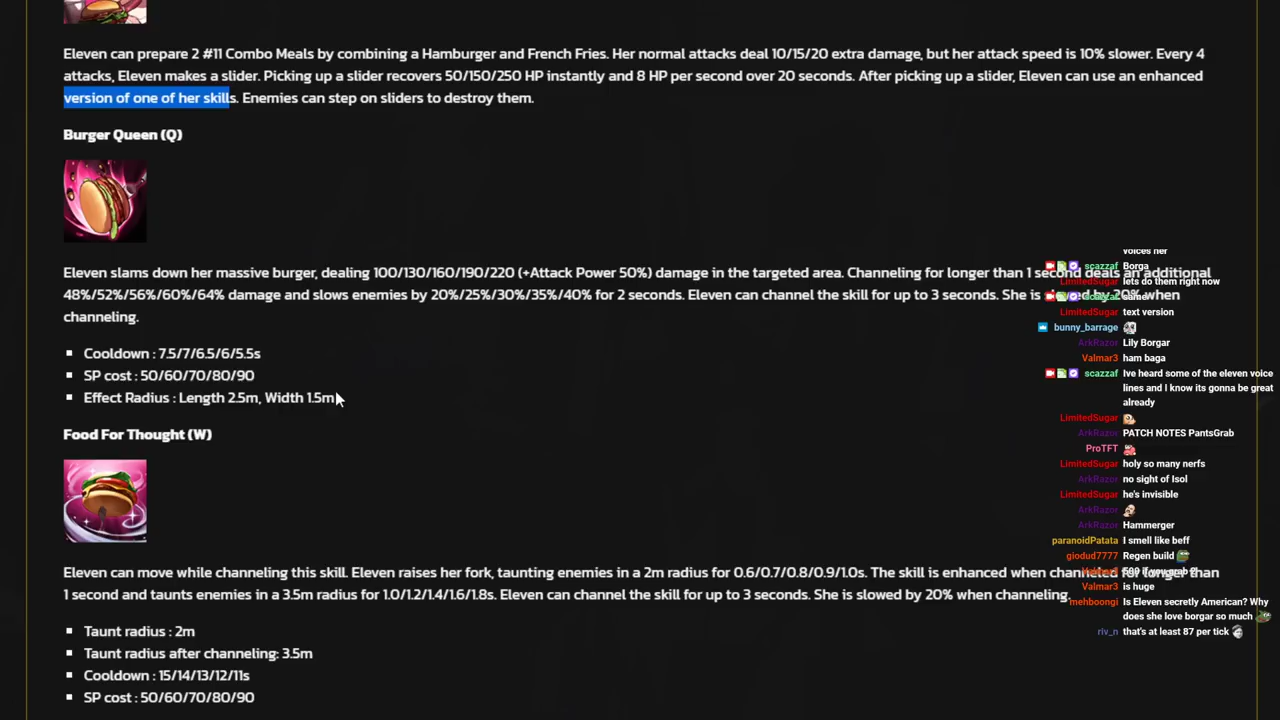 Eleven can prepare 2 #11 Combo Meals by combining a Hamburger and French Fries. Her normal attacks deal 10/15/20 extra damage, but her attack speed is 10% slower. Every 4
attacks, Eleven makes a slider. Picking up a slider recovers 50/150/250 HP instantly and 8 HP per second over 20 seconds. After picking up a slider, Eleven can use an enhanced
version of one of her skills. Enemies can step on sliders to destroy them.
Burger Queen (Q)
Eleven slams down her massive burger, dealing 100/130/160/190/220 (+Attack Power 50%) damage in the targeted area. Channeling for longer than 1 second deals an additional
48%/52%/56%/60%/64% damage and slows enemies by 20%/25%/30%/35%/40% for 2 seconds. Eleven can channel the skill for up to 3 seconds. She is slowed by 20% when
channeling.
Cooldown : 7.5/7/6.5/6/5.5s
SP cost : 50/60/70/80/90
Effect Radius : Length 2.5m, Width 1.5m
Food For Thought (W)
Eleven can move while channeling this skill. Eleven raises her fork, taunting enemies in a 2m radius for 0.6/0.7/0.8/0.9/1.0s. The skill is enhanced when channeled for longer than
1 second and taunts enemies in a 3.5m radius for 1.0/1.2/1.4/1.6/1.8s. Eleven can channel the skill for up to 3 seconds. She is slowed by 20% when channeling.
Taunt radius : 2m
Taunt radius after channeling: 3.5m
Cooldown : 15/14/13/12/11s
SP cost : 50/60/70/80/90
voices her
scazzaf Borga
LimitedSugar lets do them right now
scazzaf
LimitedSugar text version
bunny_barrage
ArkRazor Lily Borgar
Valmar3 ham baga
scazzaf Ive heard some of the eleven voice
lines and I know its gonna be great
already
LimitedSugar
ArkRazor PATCH NOTES PantsGrab
ProTFT
LimitedSugar holy so many nerfs
ArkRazor no sight of Isol
LimitedSugar he's invisible
ArkRazor
ArkRazor Hammerger
paranoidPatata I smell like beff
giodud7777 Regen build
Valmar3
Valmar3 is huge
mehboongi Is Eleven secretly American? Why
does she love borgar so much
riv_n that's at least 87 per tick